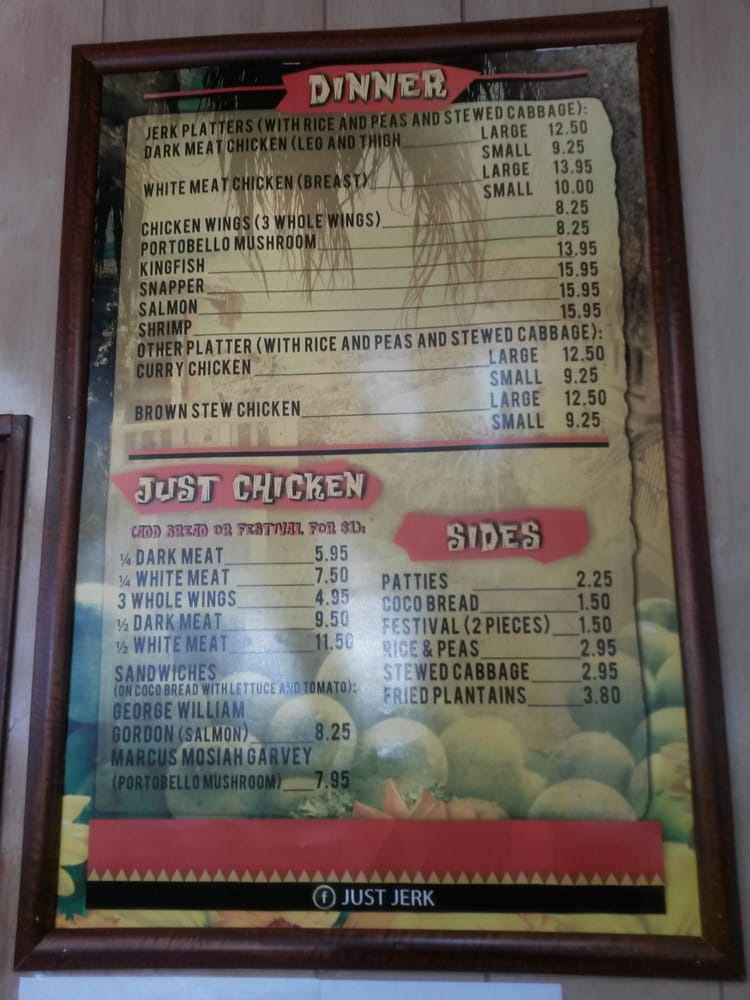 DINNER
JERK PLATTERS (WITH RICE AND PEAS AND STEWED CABBAGE):
DARK MEAT CHICKEN (LEG AND THIGH LARGE 12.50
SMALL 9.25
WHITE MEAT CHICKEN (BREAST) LARGE 13.95
SMALL 10.00
CHICKEN WINGS (3 WHOLE WINGS) 8.25
PORTOBELLO MUSHROOM 8.25
KINGFISH 13.95
SNAPPER 15.95
SALMON 15.95
SHRIMP 15.95
OTHER PLATTER (WITH RICE AND PEAS AND STEWED CABBAGE):
CURRY CHICKEN LARGE 12.50
SMALL 9.25
BROWN STEW CHICKEN LARGE 12.50
SMALL 9.25
JUST CHICKEN
(ADD BREAD OR FESTIVAL FOR $1):
¼ DARK MEAT 5.95
¼ WHITE MEAT 7.50
3 WHOLE WINGS 4.95
½ DARK MEAT 9.50
½ WHITE MEAT 11.50
SANDWICHES
(ON COCO BREAD WITH LETTUCE AND TOMATO):
GEORGE WILLIAM
GORDON (SALMON) 8.25
MARCUS MOSIAH GARVEY
(PORTOBELLO MUSHROOM) 7.95
SIDES
PATTIES 2.25
COCO BREAD 1.50
FESTIVAL (2 PIECES) 1.50
RICE & PEAS 2.95
STEWED CABBAGE 2.95
FRIED PLANTAINS 3.80
f JUST JERK